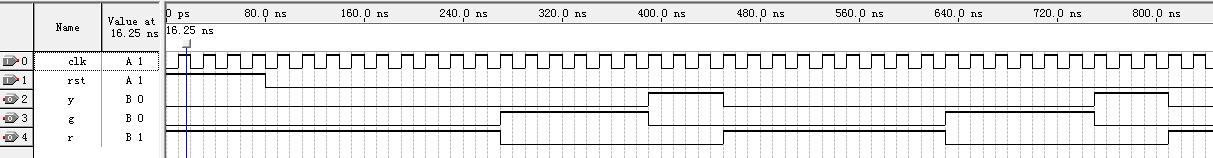 Name
Value at
16.25 ns
0 ps
80.0 ns
160.0 ns
240.0 ns
320.0 ns
400.0 ns
480.0 ns
560.0 ns
640.0 ns
720.0 ns
800.0 ns
16.25 ns
0 clk A 1
1 rst A 1
2 y B 0
3 g B 0
4 r B 1